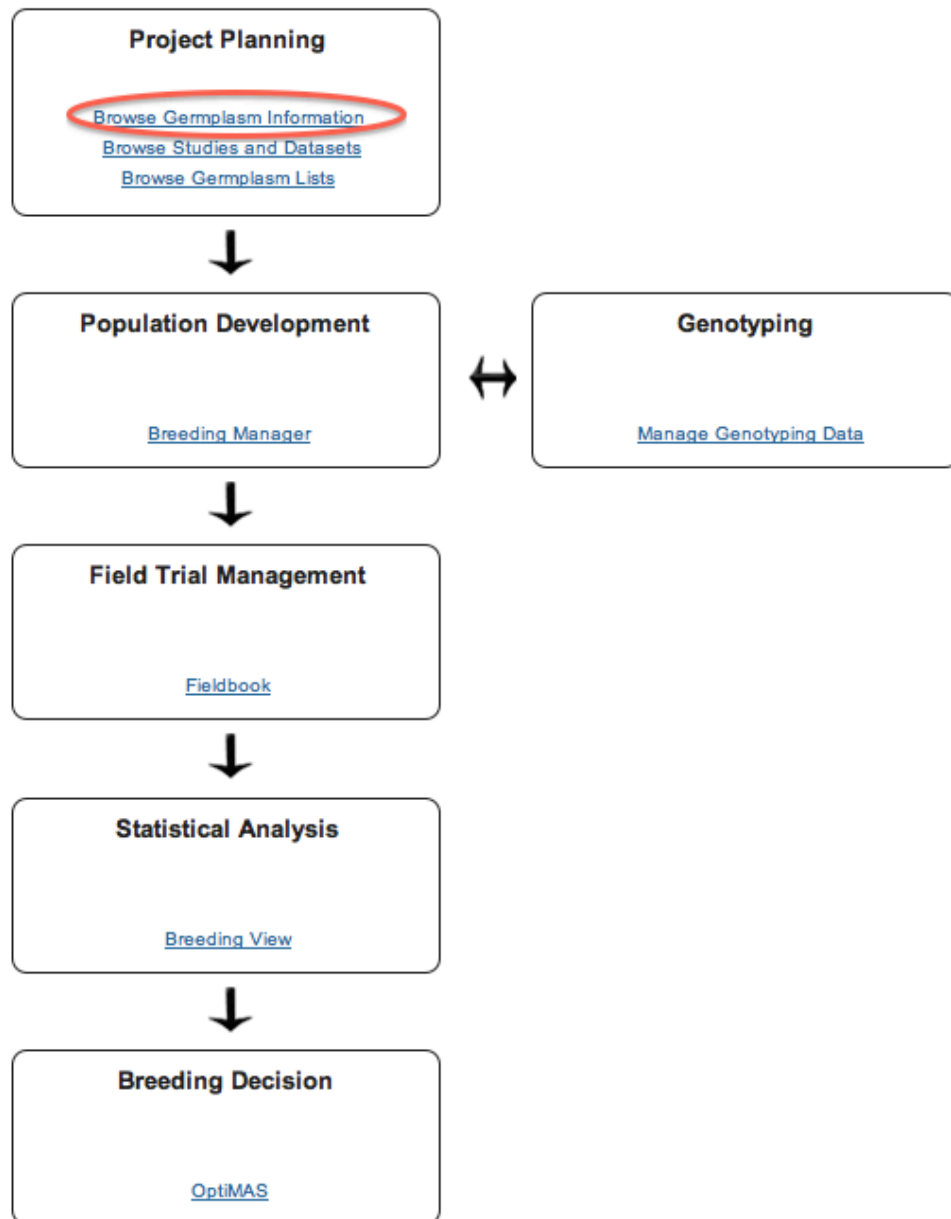 Project Planning
Browse Germplasm Information
Browse Studies and Datasets
Browse Germplasm Lists
Population Development
Breeding Manager
Genotyping
Manage Genotyping Data
Field Trial Management
Fieldbook
Statistical Analysis
Breeding View
Breeding Decision
OptiMAS